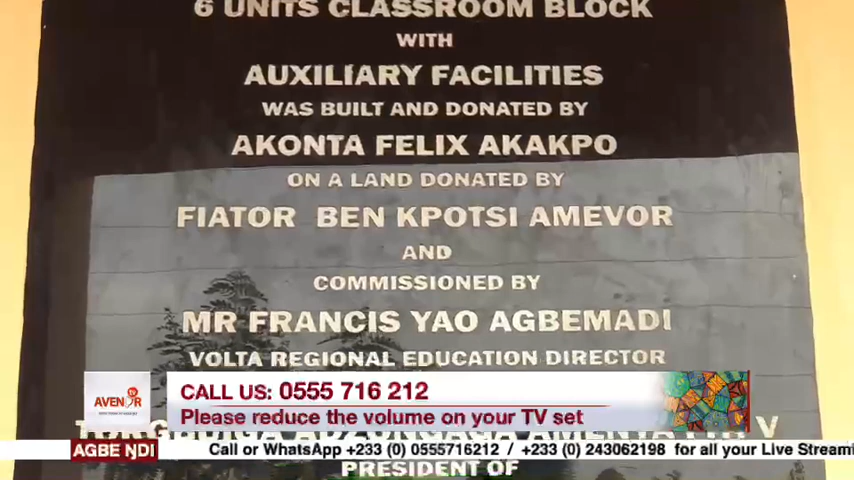 6 UNITS CLASSROOM BLOCK
WITH
AUXILIARY FACILITIES
WAS BUILT AND DONATED BY
AKONTA FELIX AKAKPO
ON A LAND DONATED BY
FIATOR BEN KPOTSI AMEVOR
AND
COMMISSIONED BY
MR FRANCIS YAO AGBEMADI
VOLTA REGIONAL EDUCATION DIRECTOR
AVENOR
TV
CALL US: 0555 716 212
Please reduce the volume on your TV set
V
AGBE ŊDI
Call or WhatsApp +233 (0) 0555716212 / +233 (0) 243062198 for all your Live Streami
PRESIDENT OF